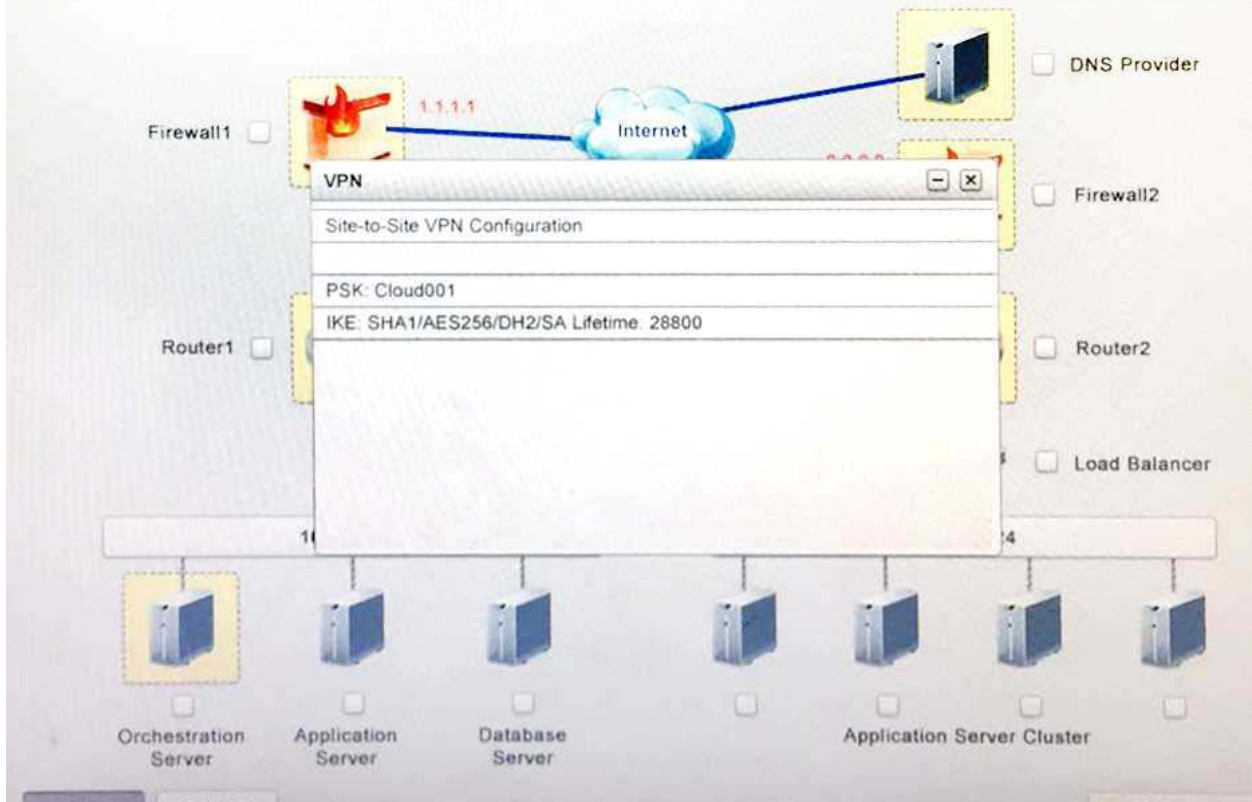 DNS Provider
1.1.1.1
Firewall1
Internet
VPN
Firewall2
Site-to-Site VPN Configuration
PSK: Cloud001
IKE: SHA1/AES256/DH2/SA Lifetime. 28800
Router1
Router2
Load Balancer
Orchestration
Server
Application
Server
Database
Server
Application Server Cluster